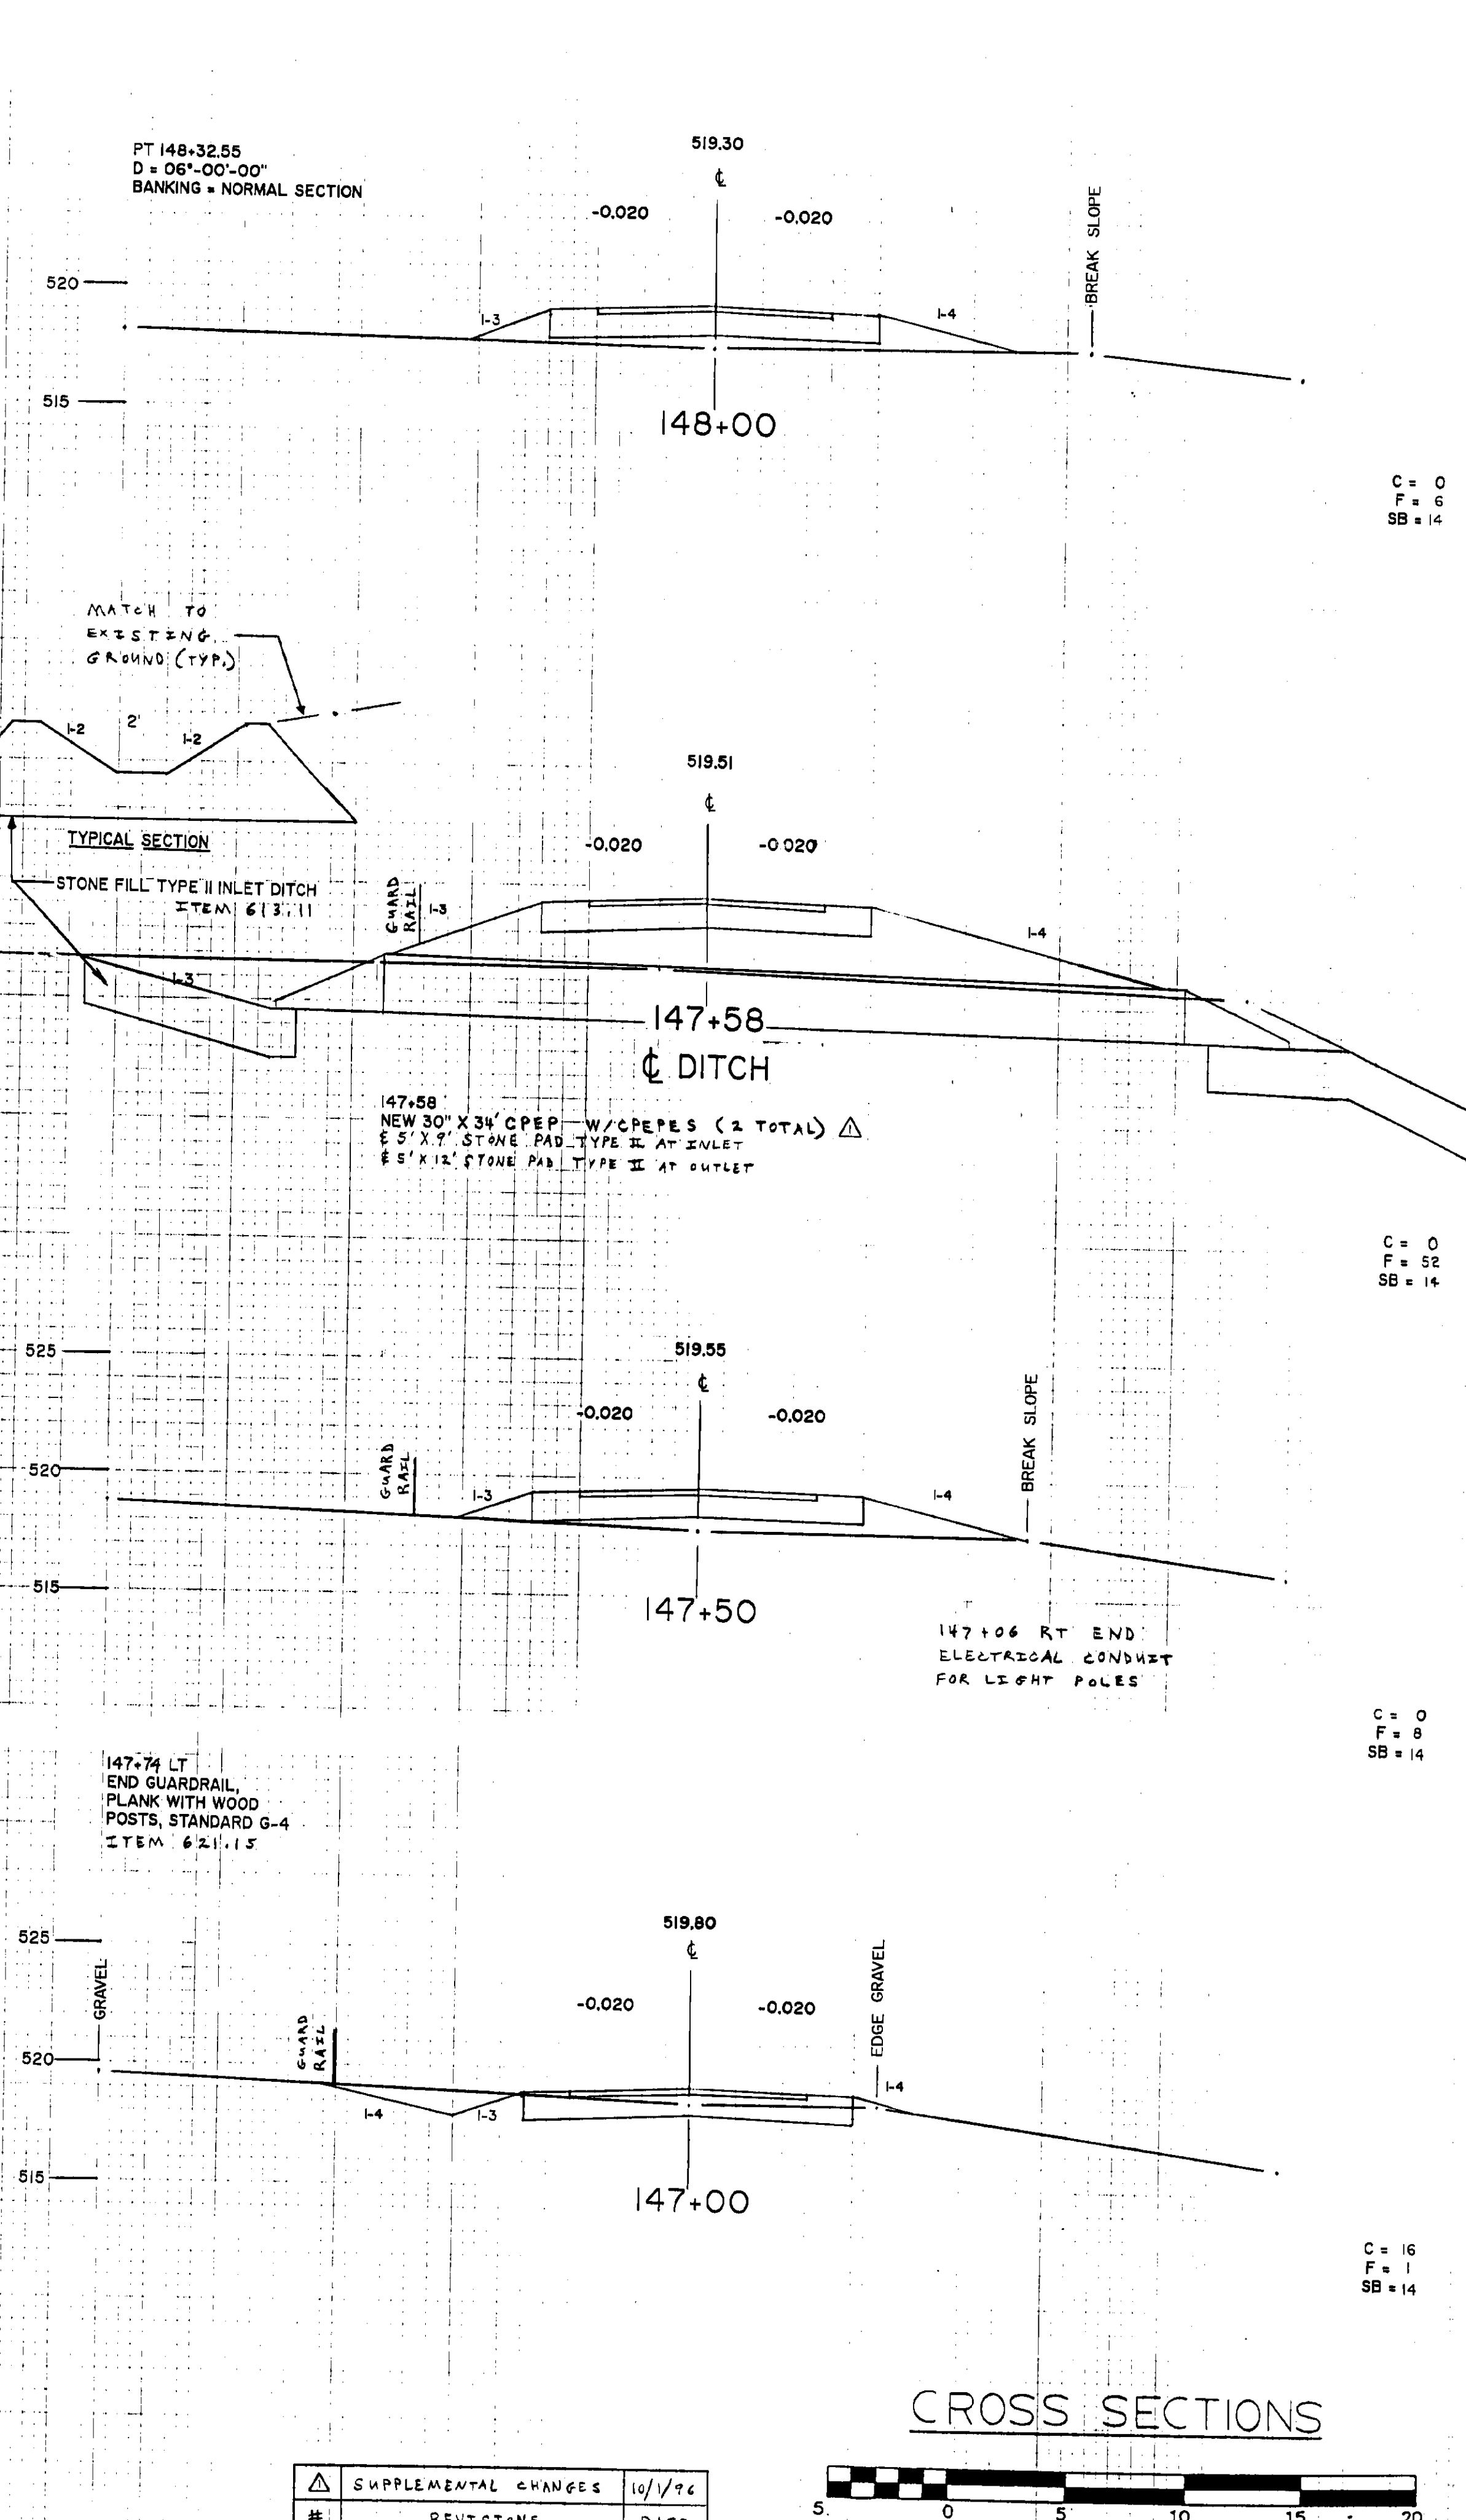 PT 148+32.55
D = 06°-00'-00"
BANKING = NORMAL SECTION
519.30
℄
-0.020
-0.020
BREAK SLOPE
520
1-3
1-4
515
148+00
C = 0
F = 6
SB = 14
MATCH TO
EXISTING
GROUND (TYP.)
1-2
2'
1-2
519.51
℄
TYPICAL SECTION
-0.020
-0.020
STONE FILL TYPE II INLET DITCH
ITEM 613.11
GUARD
RAIL
1-3
1-4
1-3
147+58
℄ DITCH
147+58
NEW 30" X 34' CPEP W/CPEPES (2 TOTAL) ⚠
& 5' X 9' STONE PAD TYPE II AT INLET
& 5' X 12' STONE PAD TYPE II AT OUTLET
C = 0
F = 52
SB = 14
525
519.55
℄
-0.020
-0.020
BREAK SLOPE
520
GUARD
RAIL
1-3
1-4
515
147+50
147+06 RT END
ELECTRICAL CONDUIT
FOR LIGHT POLES
C = 0
F = 8
SB = 14
147+74 LT
END GUARDRAIL,
PLANK WITH WOOD
POSTS, STANDARD G-4
ITEM 621.15
519.80
℄
525
GRAVEL
-0.020
-0.020
EDGE GRAVEL
GUARD
RAIL
520
1-4
1-3
1-4
515
147+00
C = 16
F = 1
SB = 14
CROSS SECTIONS
1 SUPPLEMENTAL CHANGES 10/1/96
# REVISIONS DATE
5 0 5 10 15 20